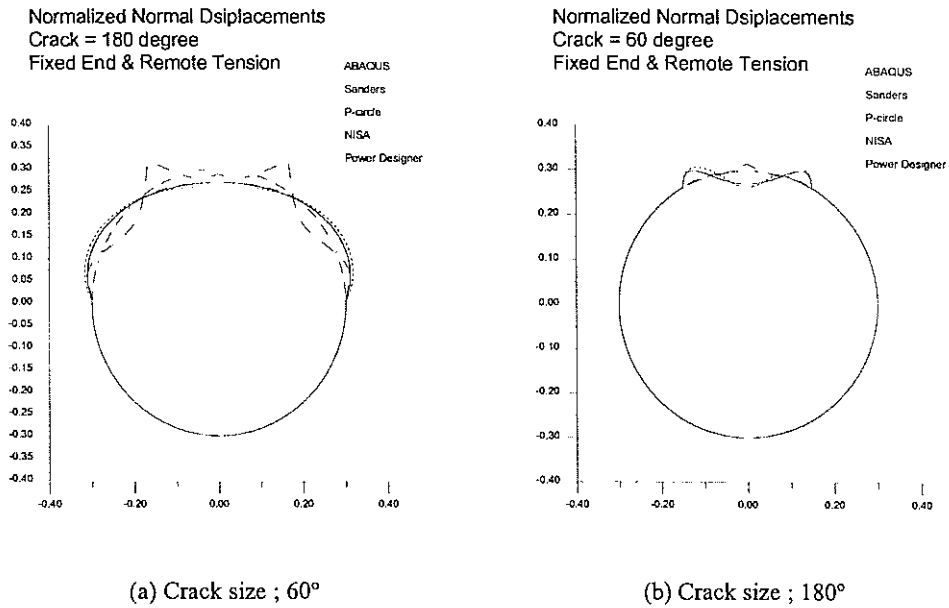 Normalized Normal Dsiplacements
Crack = 180 degree
Fixed End & Remote Tension
ABAQUS
Sanders
P-circle
NISA
Power Designer
0.40
0.35
0.30
0.25
0.20
0.15
0.10
0.05
0.00
-0.05
-0.10
-0.15
-0.20
-0.25
-0.30
-0.35
-0.40
-0.40
-0.20
0.00
0.20
0.40
(a) Crack size ; 60°
Normalized Normal Dsiplacements
Crack = 60 degree
Fixed End & Remote Tension
ABAQUS
Sanders
P-circle
NISA
Power Designer
0.40
0.30
0.20
0.10
0.00
-0.10
-0.20
-0.30
-0.40
-0.40
-0.20
0.00
0.20
0.40
(b) Crack size ; 180°